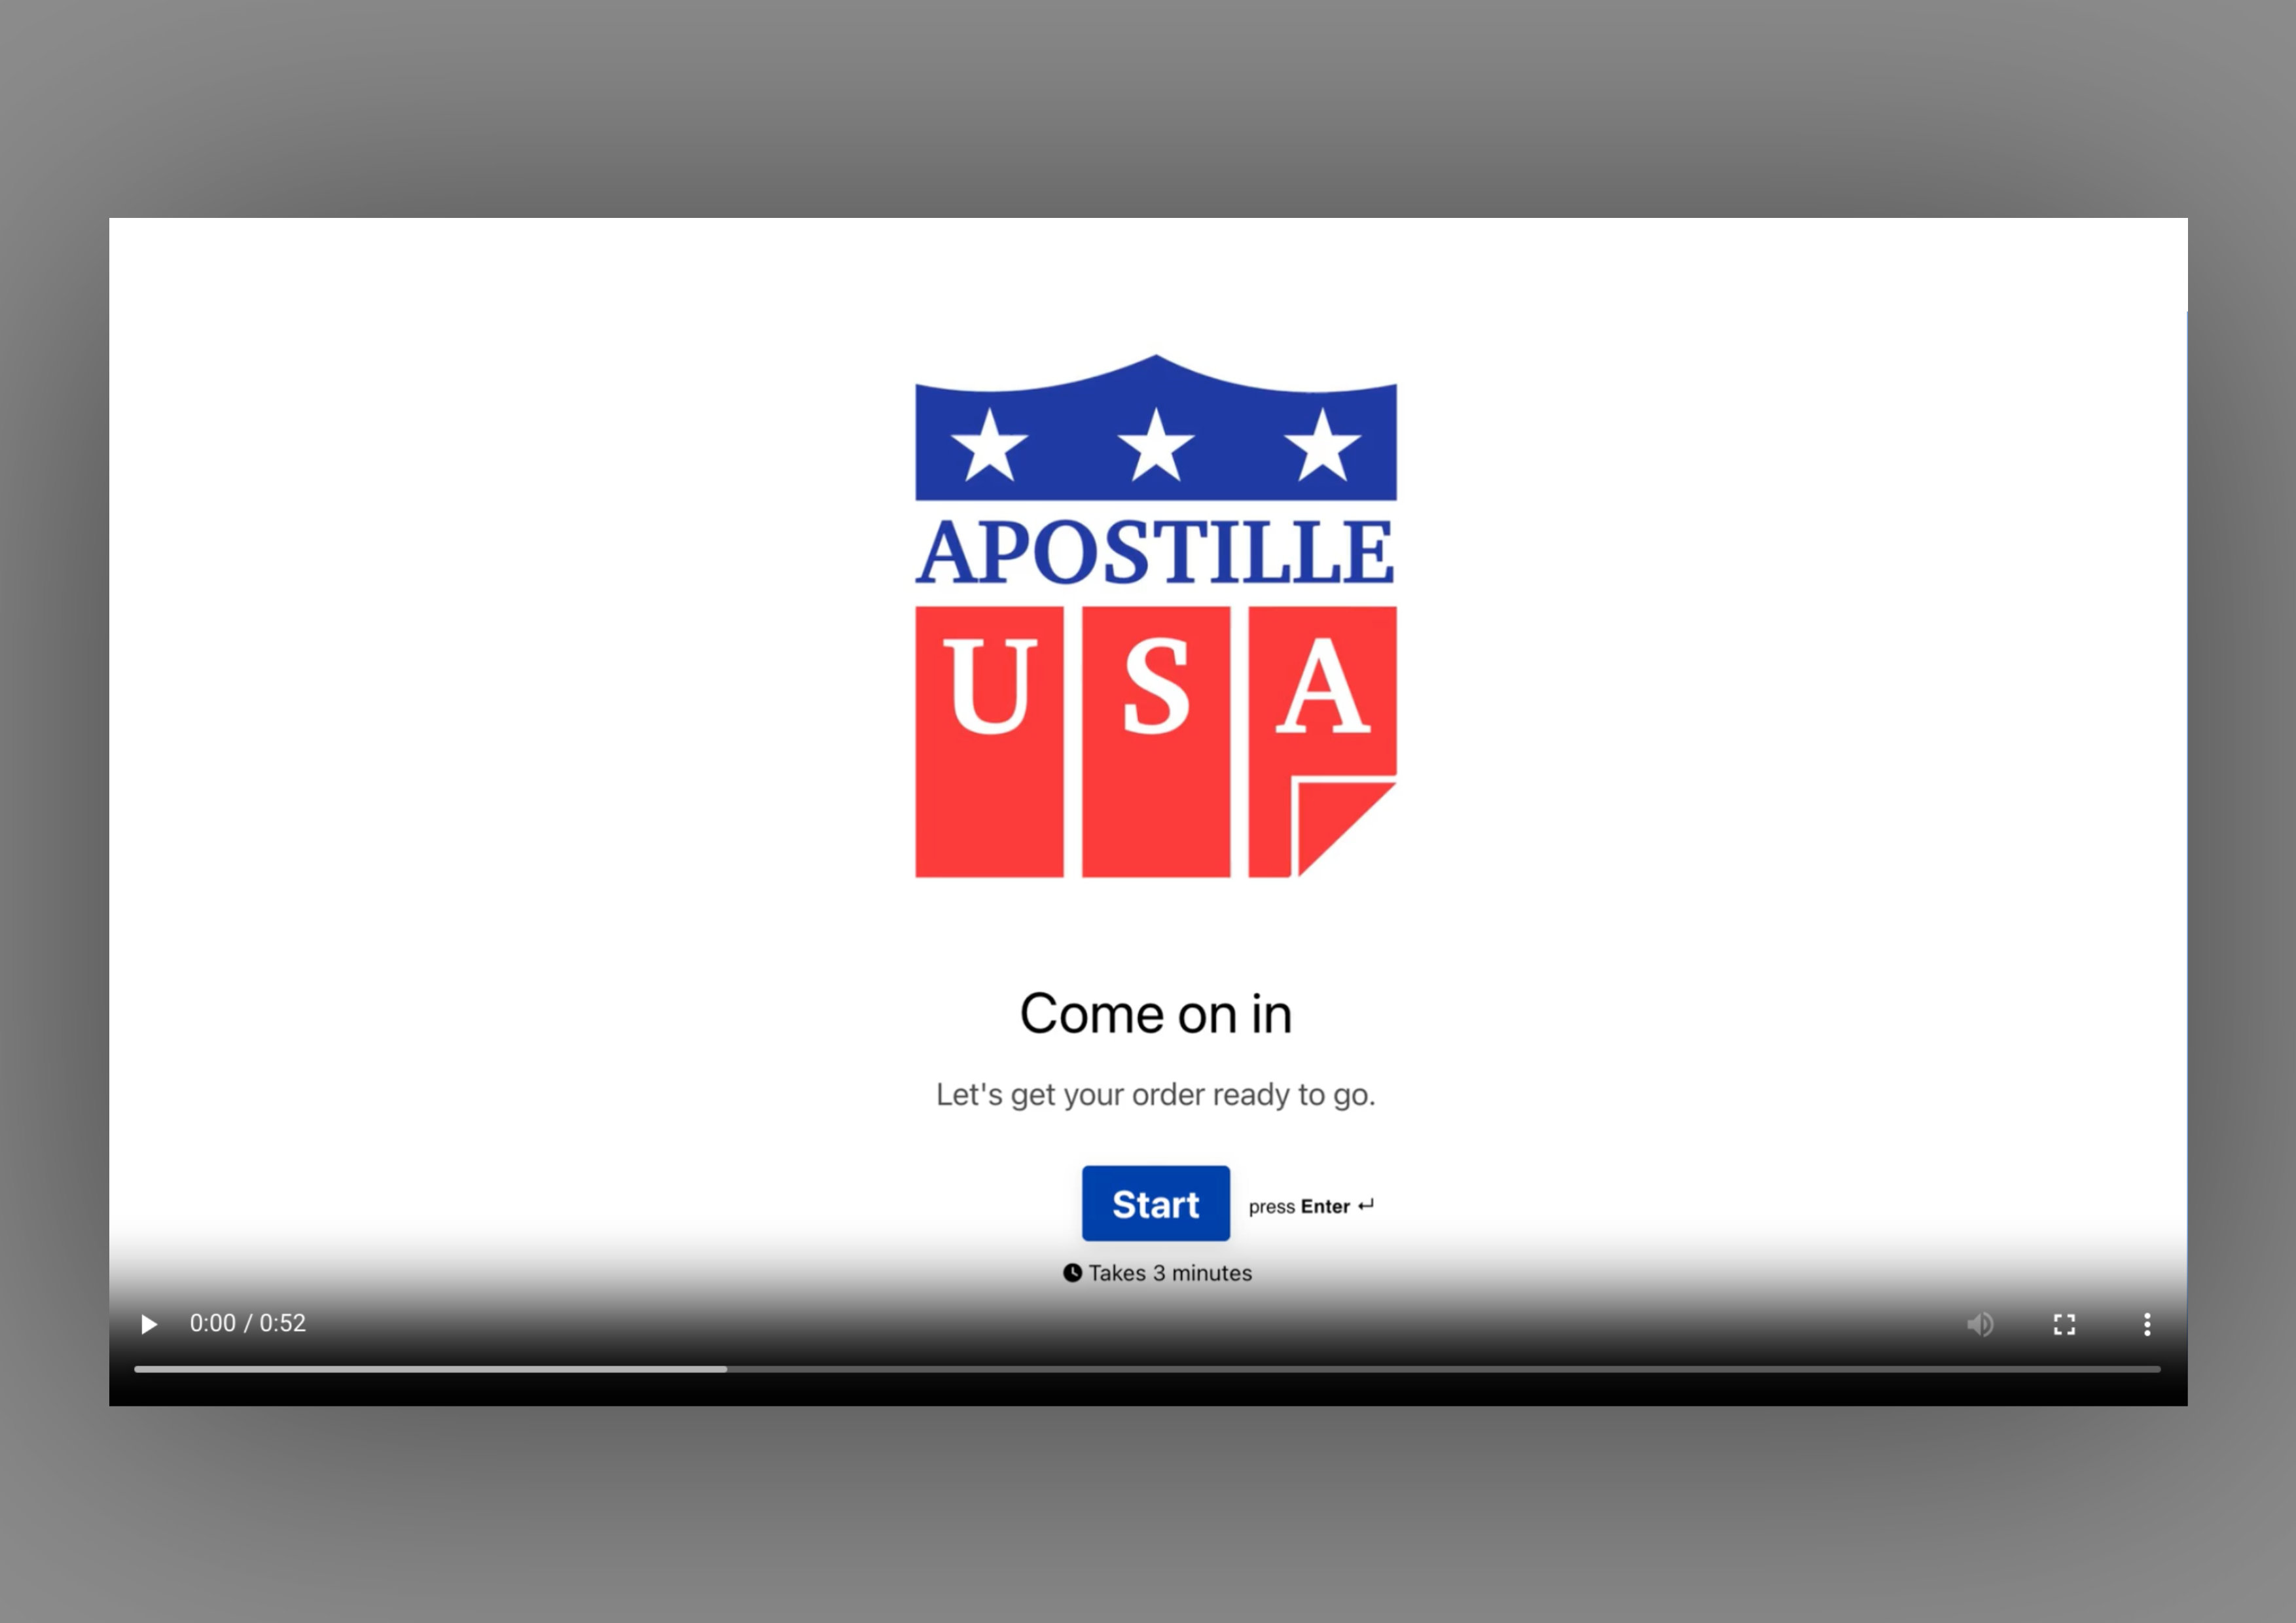 APOSTILLE
USA
Come on in
Let's get your order ready to go.
Start press Enter ↵
Takes 3 minutes
0:00 / 0:52